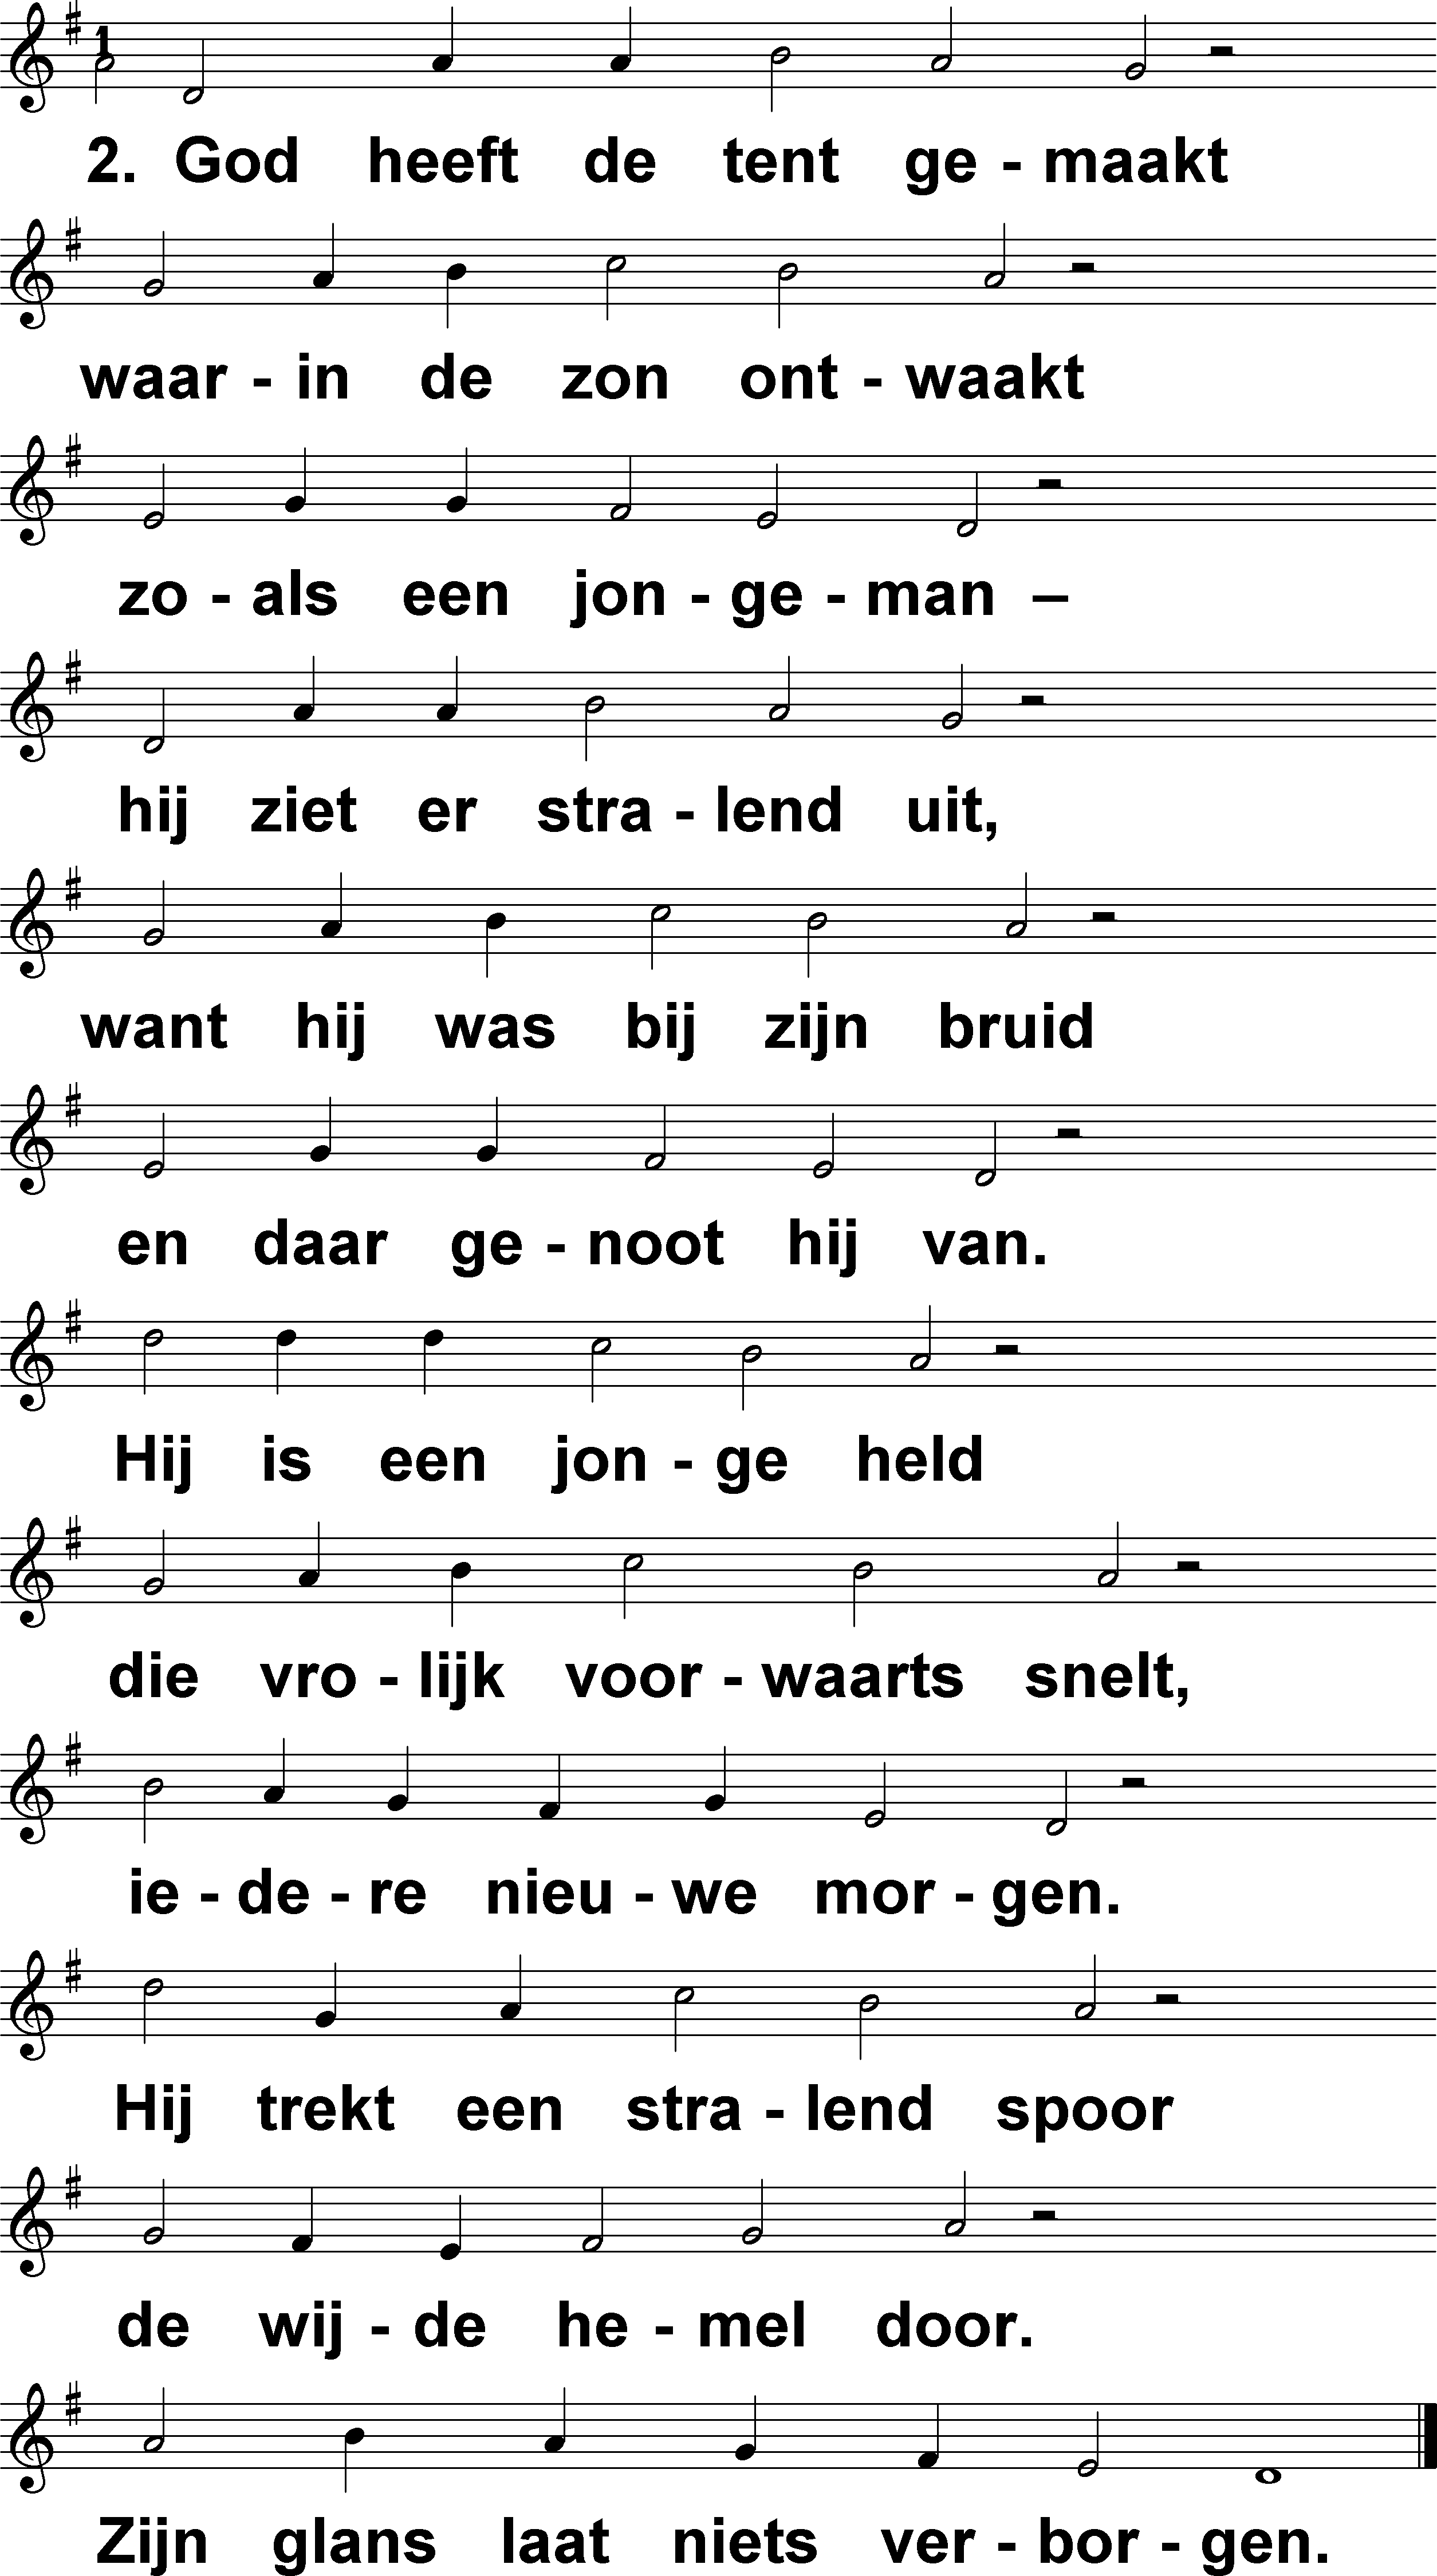 1
2. God heeft de tent ge - maakt
waar - in de zon ont - waakt
zo - als een jon - ge - man –
hij ziet er stra - lend uit,
want hij was bij zijn bruid
en daar ge - noot hij van.
Hij is een jon - ge held
die vro - lijk voor - waarts snelt,
ie - de - re nieu - we mor - gen.
Hij trekt een stra - lend spoor
de wij - de he - mel door.
Zijn glans laat niets ver - bor - gen.